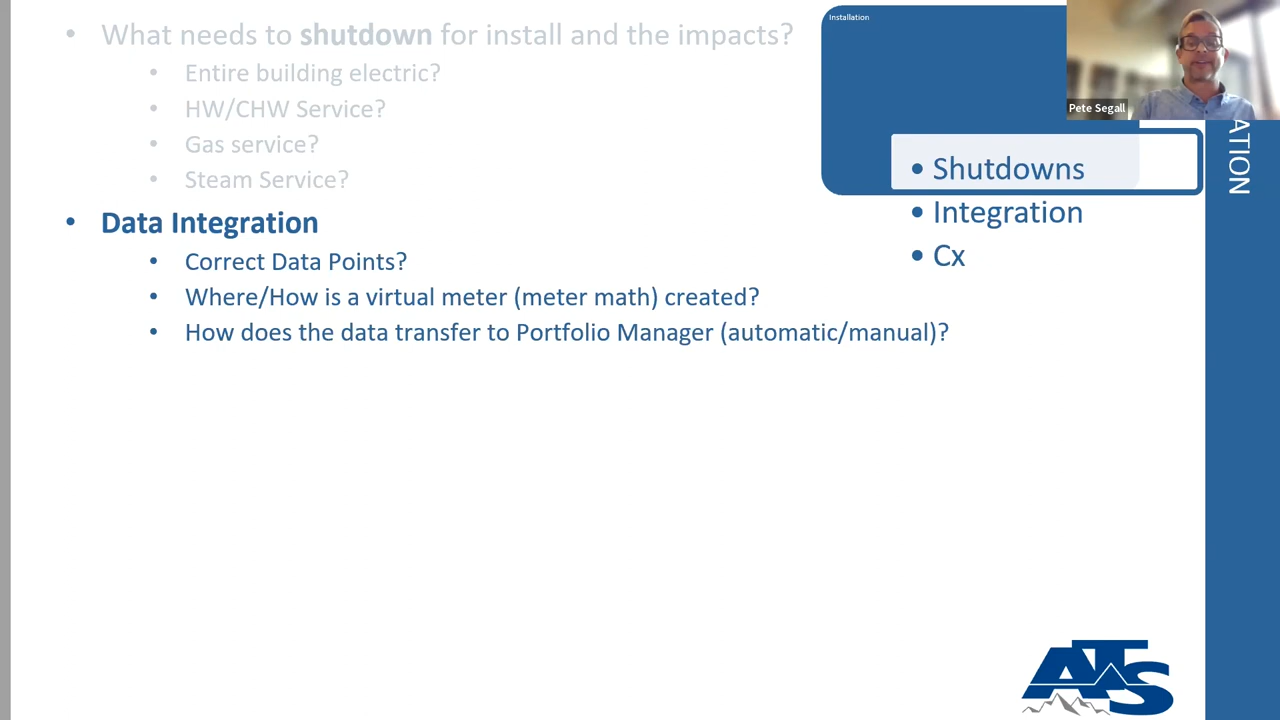 • What needs to shutdown for install and the impacts?
• Entire building electric?
• HW/CHW Service?
• Gas service?
• Steam Service?
• Data Integration
• Correct Data Points?
• Where/How is a virtual meter (meter math) created?
• How does the data transfer to Portfolio Manager (automatic/manual)?
Installation
• Shutdowns
• Integration
• Cx
Pete Segall
ATION
ATS